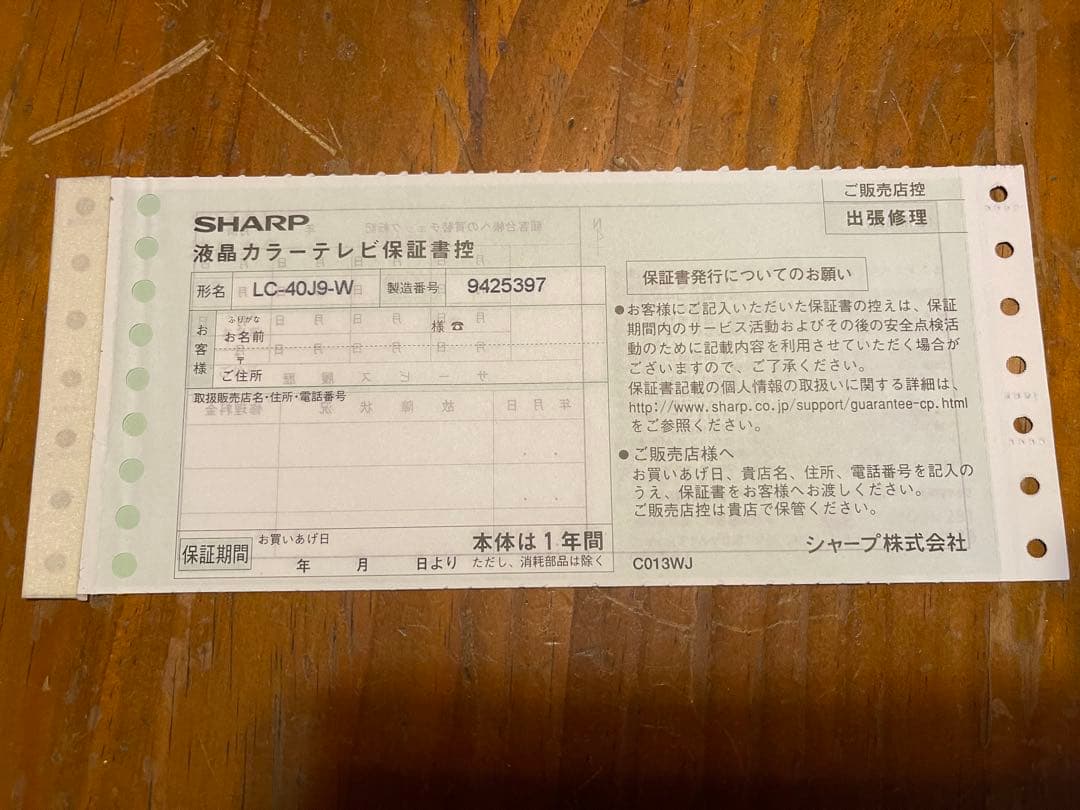 ご販売店控
出張修理
SHARP
液晶カラーテレビ保証書控
形名 LC-40J9-W 製造番号 9425397
お客様
ふりがな
お名前 様 ☎
〒
ご住所
取扱販売店名・住所・電話番号
保証期間
お買いあげ日
年 月 日より
本体は1年間
ただし、消耗部品は除く
保証書発行についてのお願い
●お客様にご記入いただいた保証書の控えは、保証
期間内のサービス活動およびその後の安全点検活
動のために記載内容を利用させていただく場合が
ございますので、ご了承ください。
保証書記載の個人情報の取扱いに関する詳細は、
http://www.sharp.co.jp/support/guarantee-cp.html
をご参照ください。
●ご販売店様へ
お買いあげ日、貴店名、住所、電話番号を記入の
うえ、保証書をお客様へお渡しください。
ご販売店控は貴店で保管ください。
シャープ株式会社
C013WJ